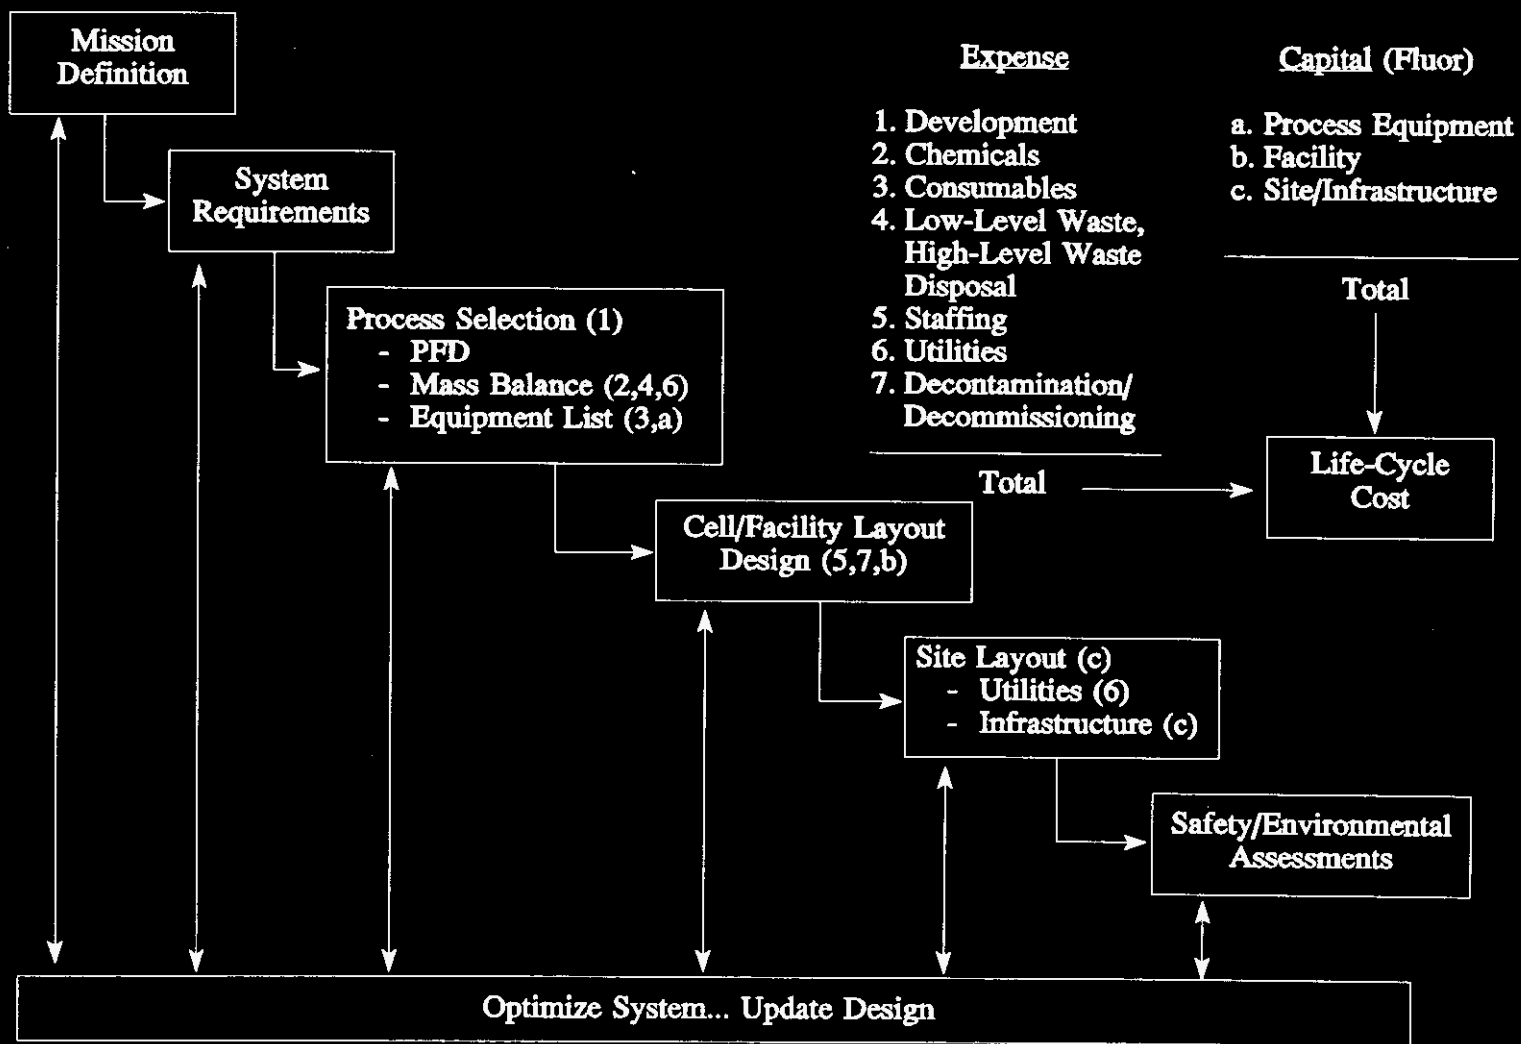 Mission
Definition
System
Requirements
Process Selection (1)
- PFD
- Mass Balance (2,4,6)
- Equipment List (3,a)
Cell/Facility Layout
Design (5,7,b)
Site Layout (c)
- Utilities (6)
- Infrastructure (c)
Safety/Environmental
Assessments
Optimize System... Update Design
Expense
1. Development
2. Chemicals
3. Consumables
4. Low-Level Waste,
High-Level Waste
Disposal
5. Staffing
6. Utilities
7. Decontamination/
Decommissioning
Total
Capital (Fluor)
a. Process Equipment
b. Facility
c. Site/Infrastructure
Total
Life-Cycle
Cost